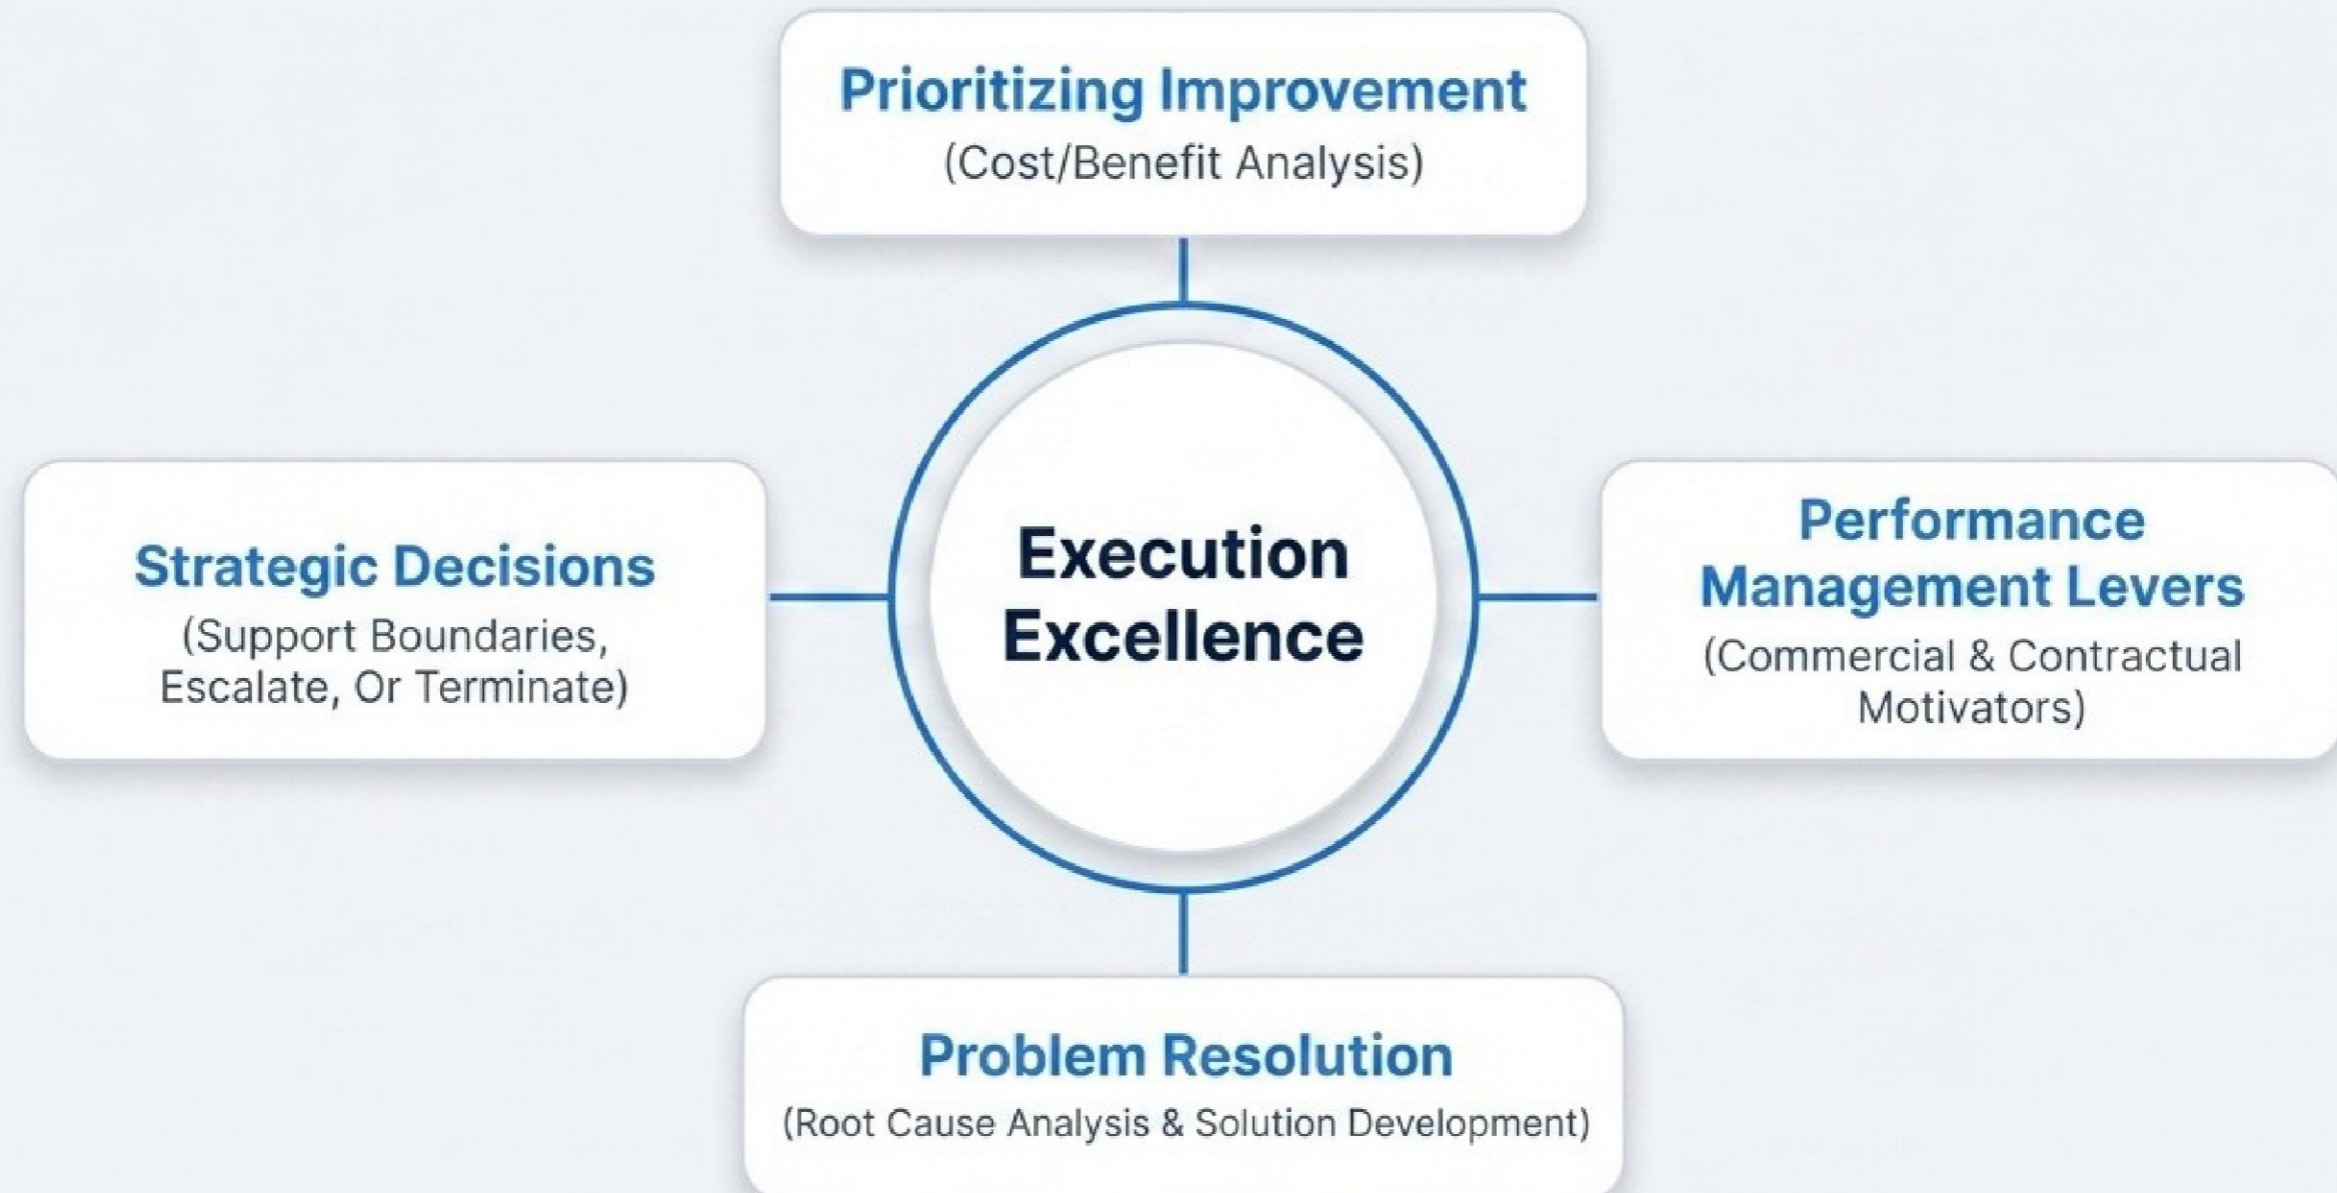 Prioritizing Improvement
(Cost/Benefit Analysis)
Strategic Decisions
(Support Boundaries,
Escalate, Or Terminate)
Execution
Excellence
Performance
Management Levers
(Commercial & Contractual
Motivators)
Problem Resolution
(Root Cause Analysis & Solution Development)